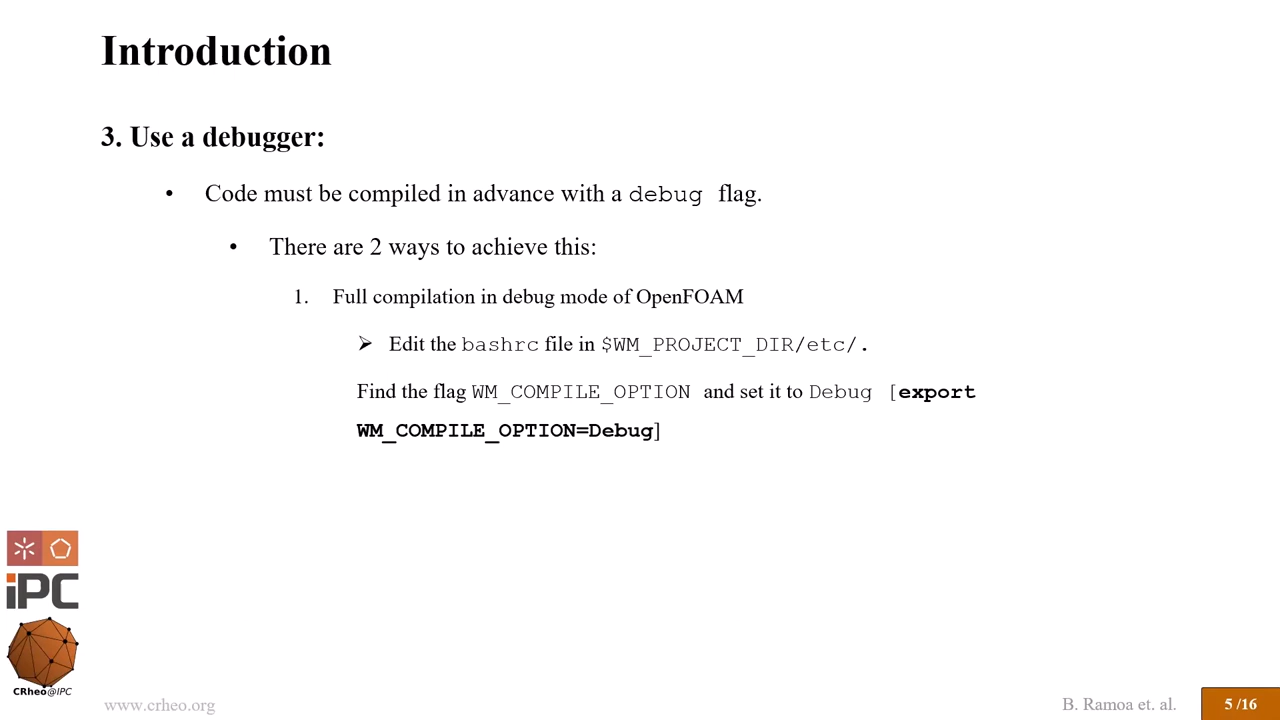 Introduction
3. Use a debugger:
• Code must be compiled in advance with a debug flag.
• There are 2 ways to achieve this:
1. Full compilation in debug mode of OpenFOAM
➢ Edit the bashrc file in $WM_PROJECT_DIR/etc/.
Find the flag WM_COMPILE_OPTION and set it to Debug [export
WM_COMPILE_OPTION=Debug]
iPC
CRheo@IPC
www.crheo.org
B. Ramoa et. al.
5 /16